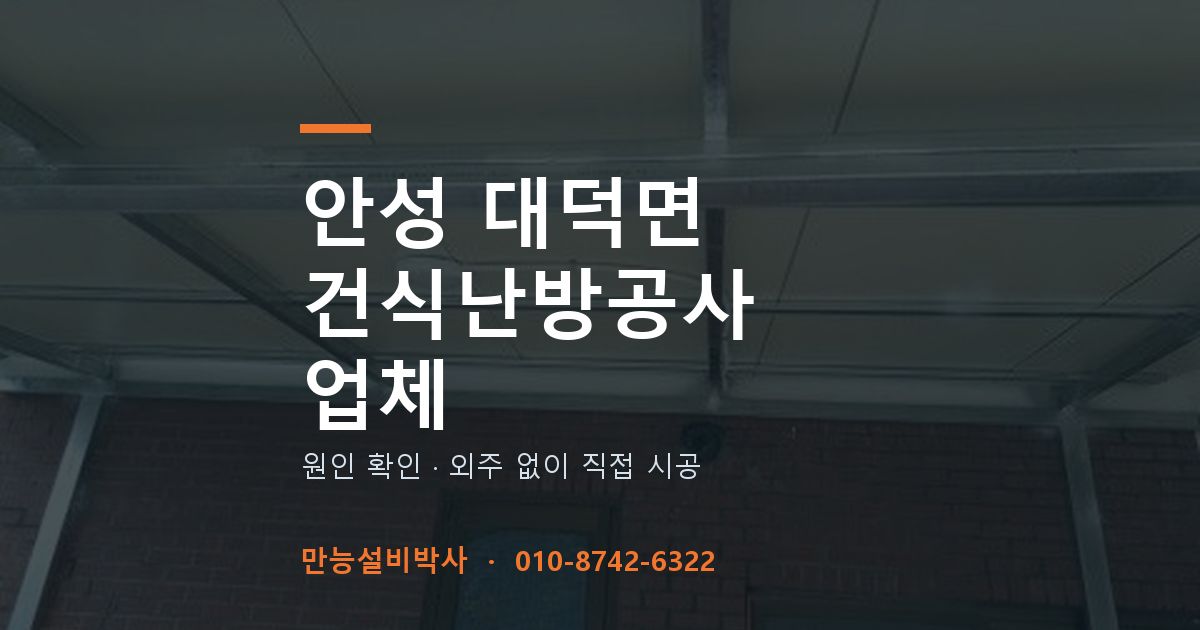 안성 대덕면
건식난방공사
업체
원인 확인 · 외주 없이 직접 시공
만능설비박사 · 010-8742-6322